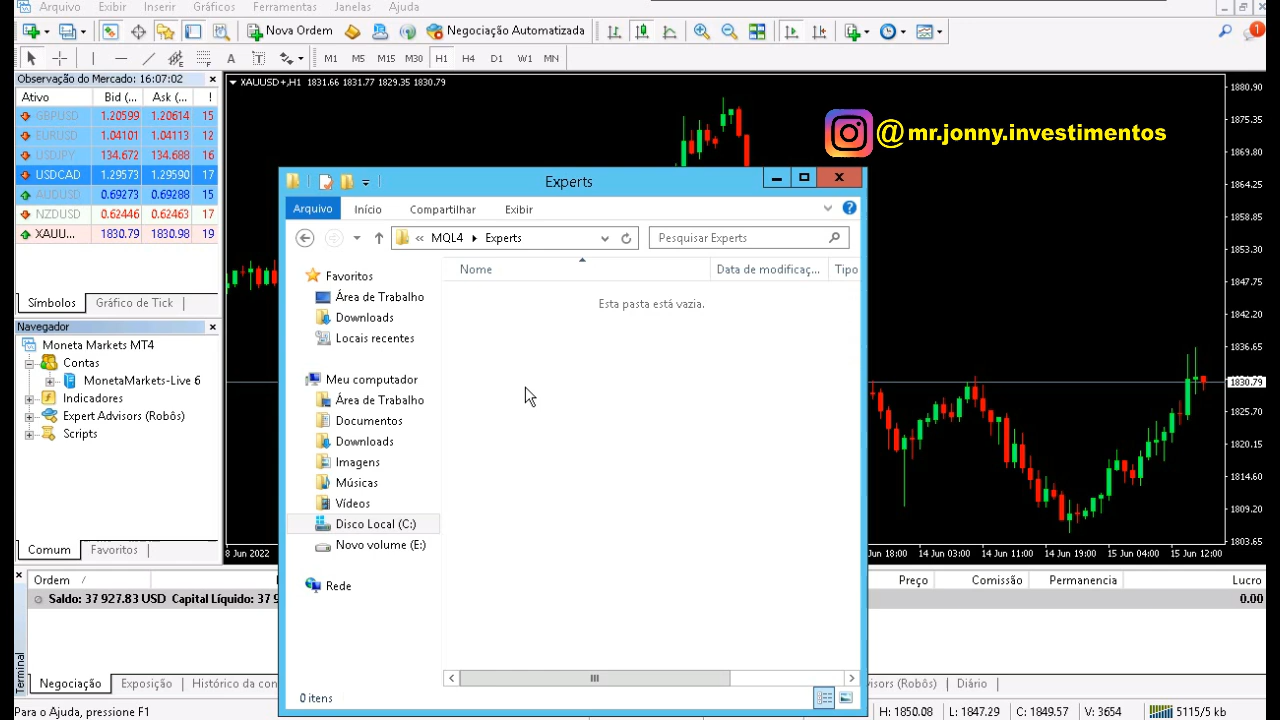 Arquivo Exibir Inserir Gráficos Ferramentas Janelas Ajuda
Nova Ordem Negociação Automatizada 1
M1 M5 M15 M30 H1 H4 D1 W1 MN
Observação do Mercado: 16:07:02
Ativo Bid (... Ask (... !
GBPUSD 1.20599 1.20614 15
EURUSD 1.04101 1.04113 12
USDJPY 134.672 134.688 16
USDCAD 1.29573 1.29590 17
AUDUSD 0.69273 0.69288 15
NZDUSD 0.62446 0.62463 17
XAUU... 1830.79 1830.98 19
Símbolos Gráfico de Tick
Navegador
Moneta Markets MT4
Contas
MonetaMarkets-Live 6
Indicadores
Expert Advisors (Robôs)
Scripts
Comum Favoritos
XAUUSD+,H1 1831.66 1831.77 1829.35 1830.79
@mr.jonny.investimentos
1880.90
1875.35
1869.80
1864.25
1858.85
1853.30
1847.75
1842.20
1836.65
1830.79
1825.70
1820.15
1814.60
1809.20
1803.65
8 Jun 2022
Jun 18:00 14 Jun 03:00 14 Jun 11:00 14 Jun 19:00 15 Jun 04:00 15 Jun 12:00
Experts
Arquivo Início Compartilhar Exibir
« MQL4 Experts
Pesquisar Experts
Nome Data de modificaç... Tipo
Esta pasta está vazia.
Favoritos
Área de Trabalho
Downloads
Locais recentes
Meu computador
Área de Trabalho
Documentos
Downloads
Imagens
Músicas
Vídeos
Disco Local (C:)
Novo volume (E:)
Rede
0 itens
Ordem / Preço Comissão Permanencia Lucro
Saldo: 37 927.83 USD Capital Líquido: 37 9 0.00
Terminal
Negociação Exposição Histórico da con visors (Robôs) Diário
Para o Ajuda, pressio H: 1850.08 L: 1847.29 C: 1849.57 V: 3654 5115/5 kb